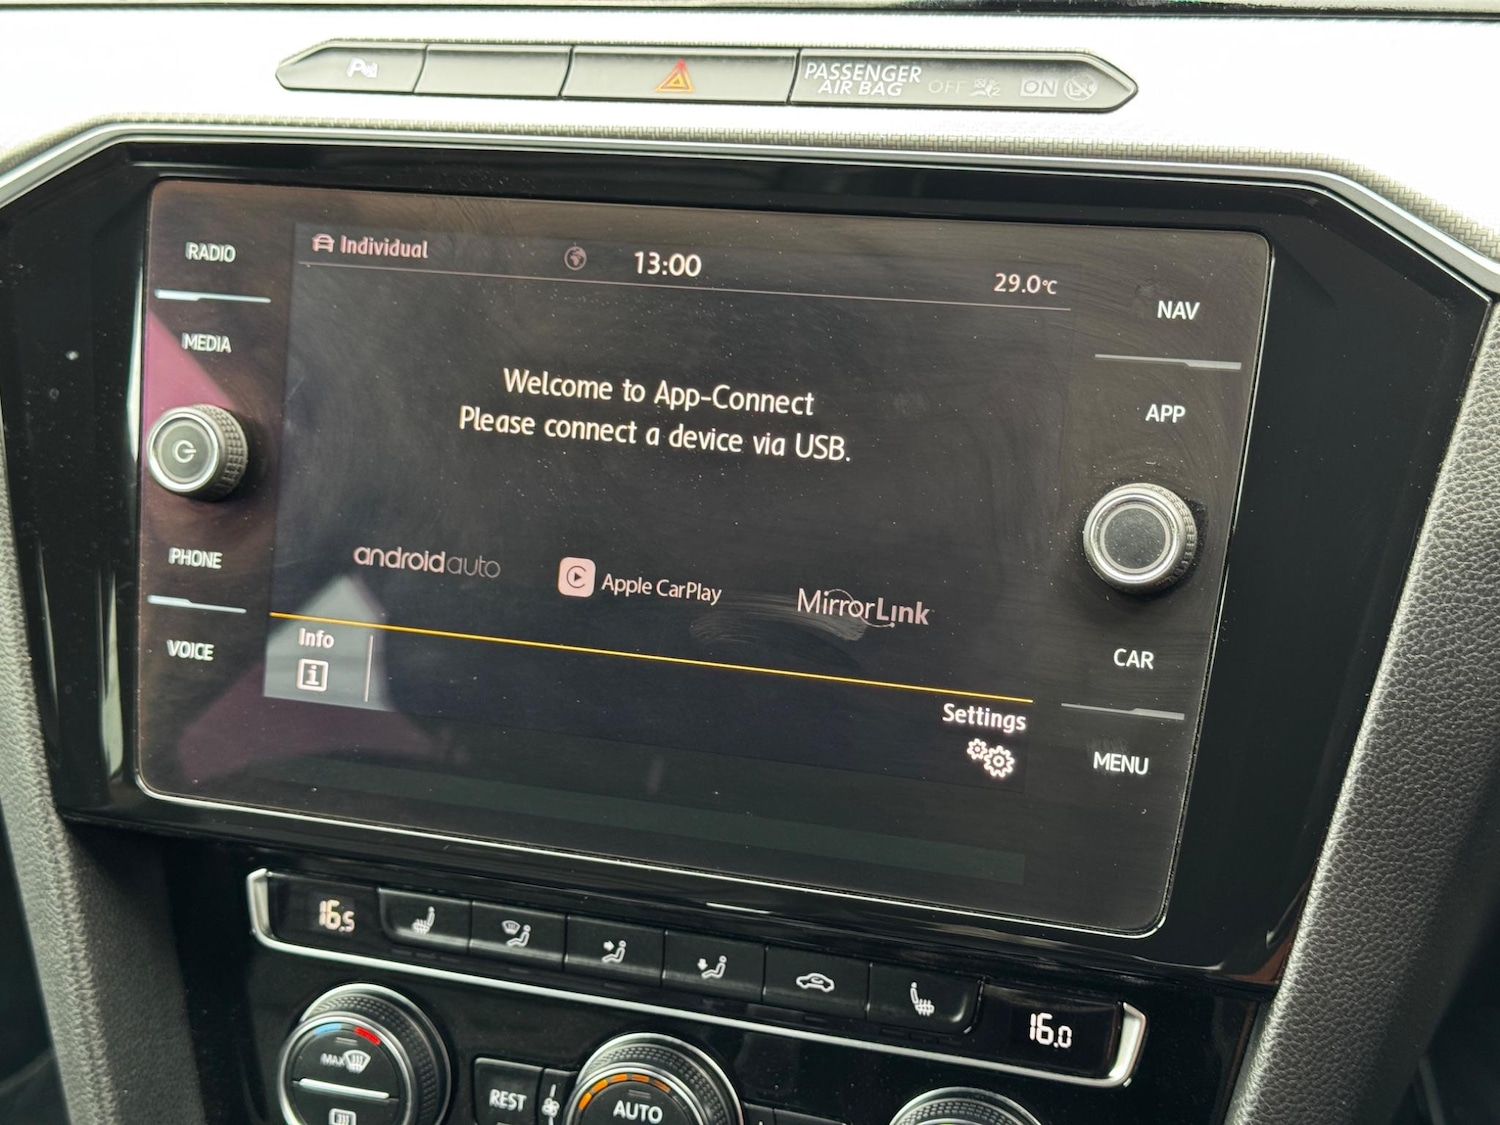 PASSENGER
AIR BAG OFF ON
RADIO
MEDIA
PHONE
VOICE
Individual 13:00 29.0°C
Welcome to App-Connect
Please connect a device via USB.
androidauto Apple CarPlay MirrorLink
Info
Settings
NAV
APP
CAR
MENU
16.5
16.0
MAX
REST
AUTO